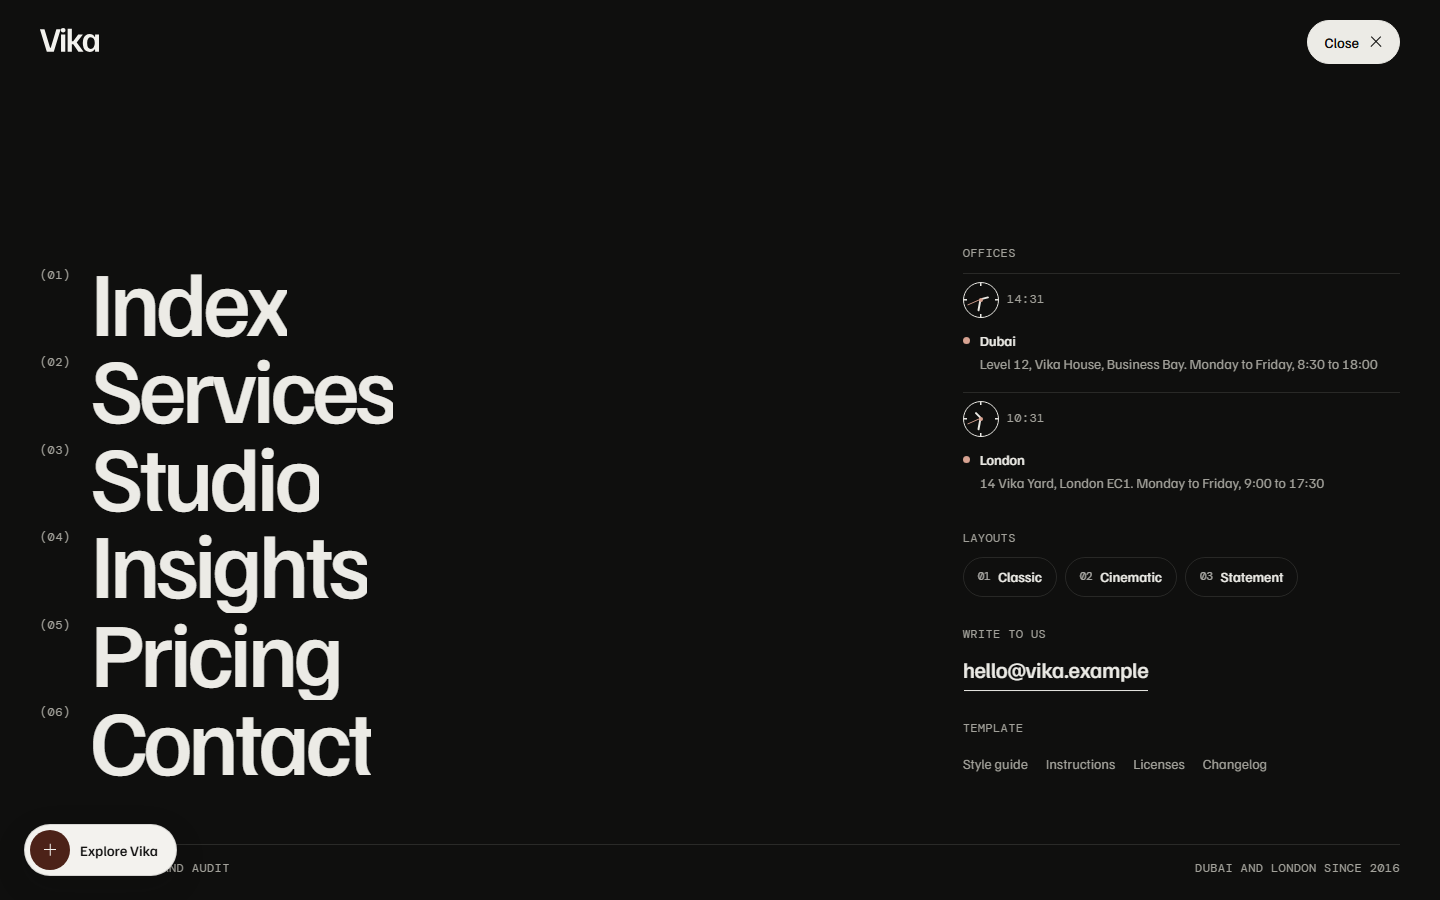 Vika
Close
(01) Index
(02) Services
(03) Studio
(04) Insights
(05) Pricing
(06) Contact
OFFICES
14:31
Dubai
Level 12, Vika House, Business Bay. Monday to Friday, 8:30 to 18:00
10:31
London
14 Vika Yard, London EC1. Monday to Friday, 9:00 to 17:30
LAYOUTS
01 Classic 02 Cinematic 03 Statement
WRITE TO US
hello@vika.example
TEMPLATE
Style guide Instructions Licenses Changelog
Explore Vika
AUDIT
DUBAI AND LONDON SINCE 2016